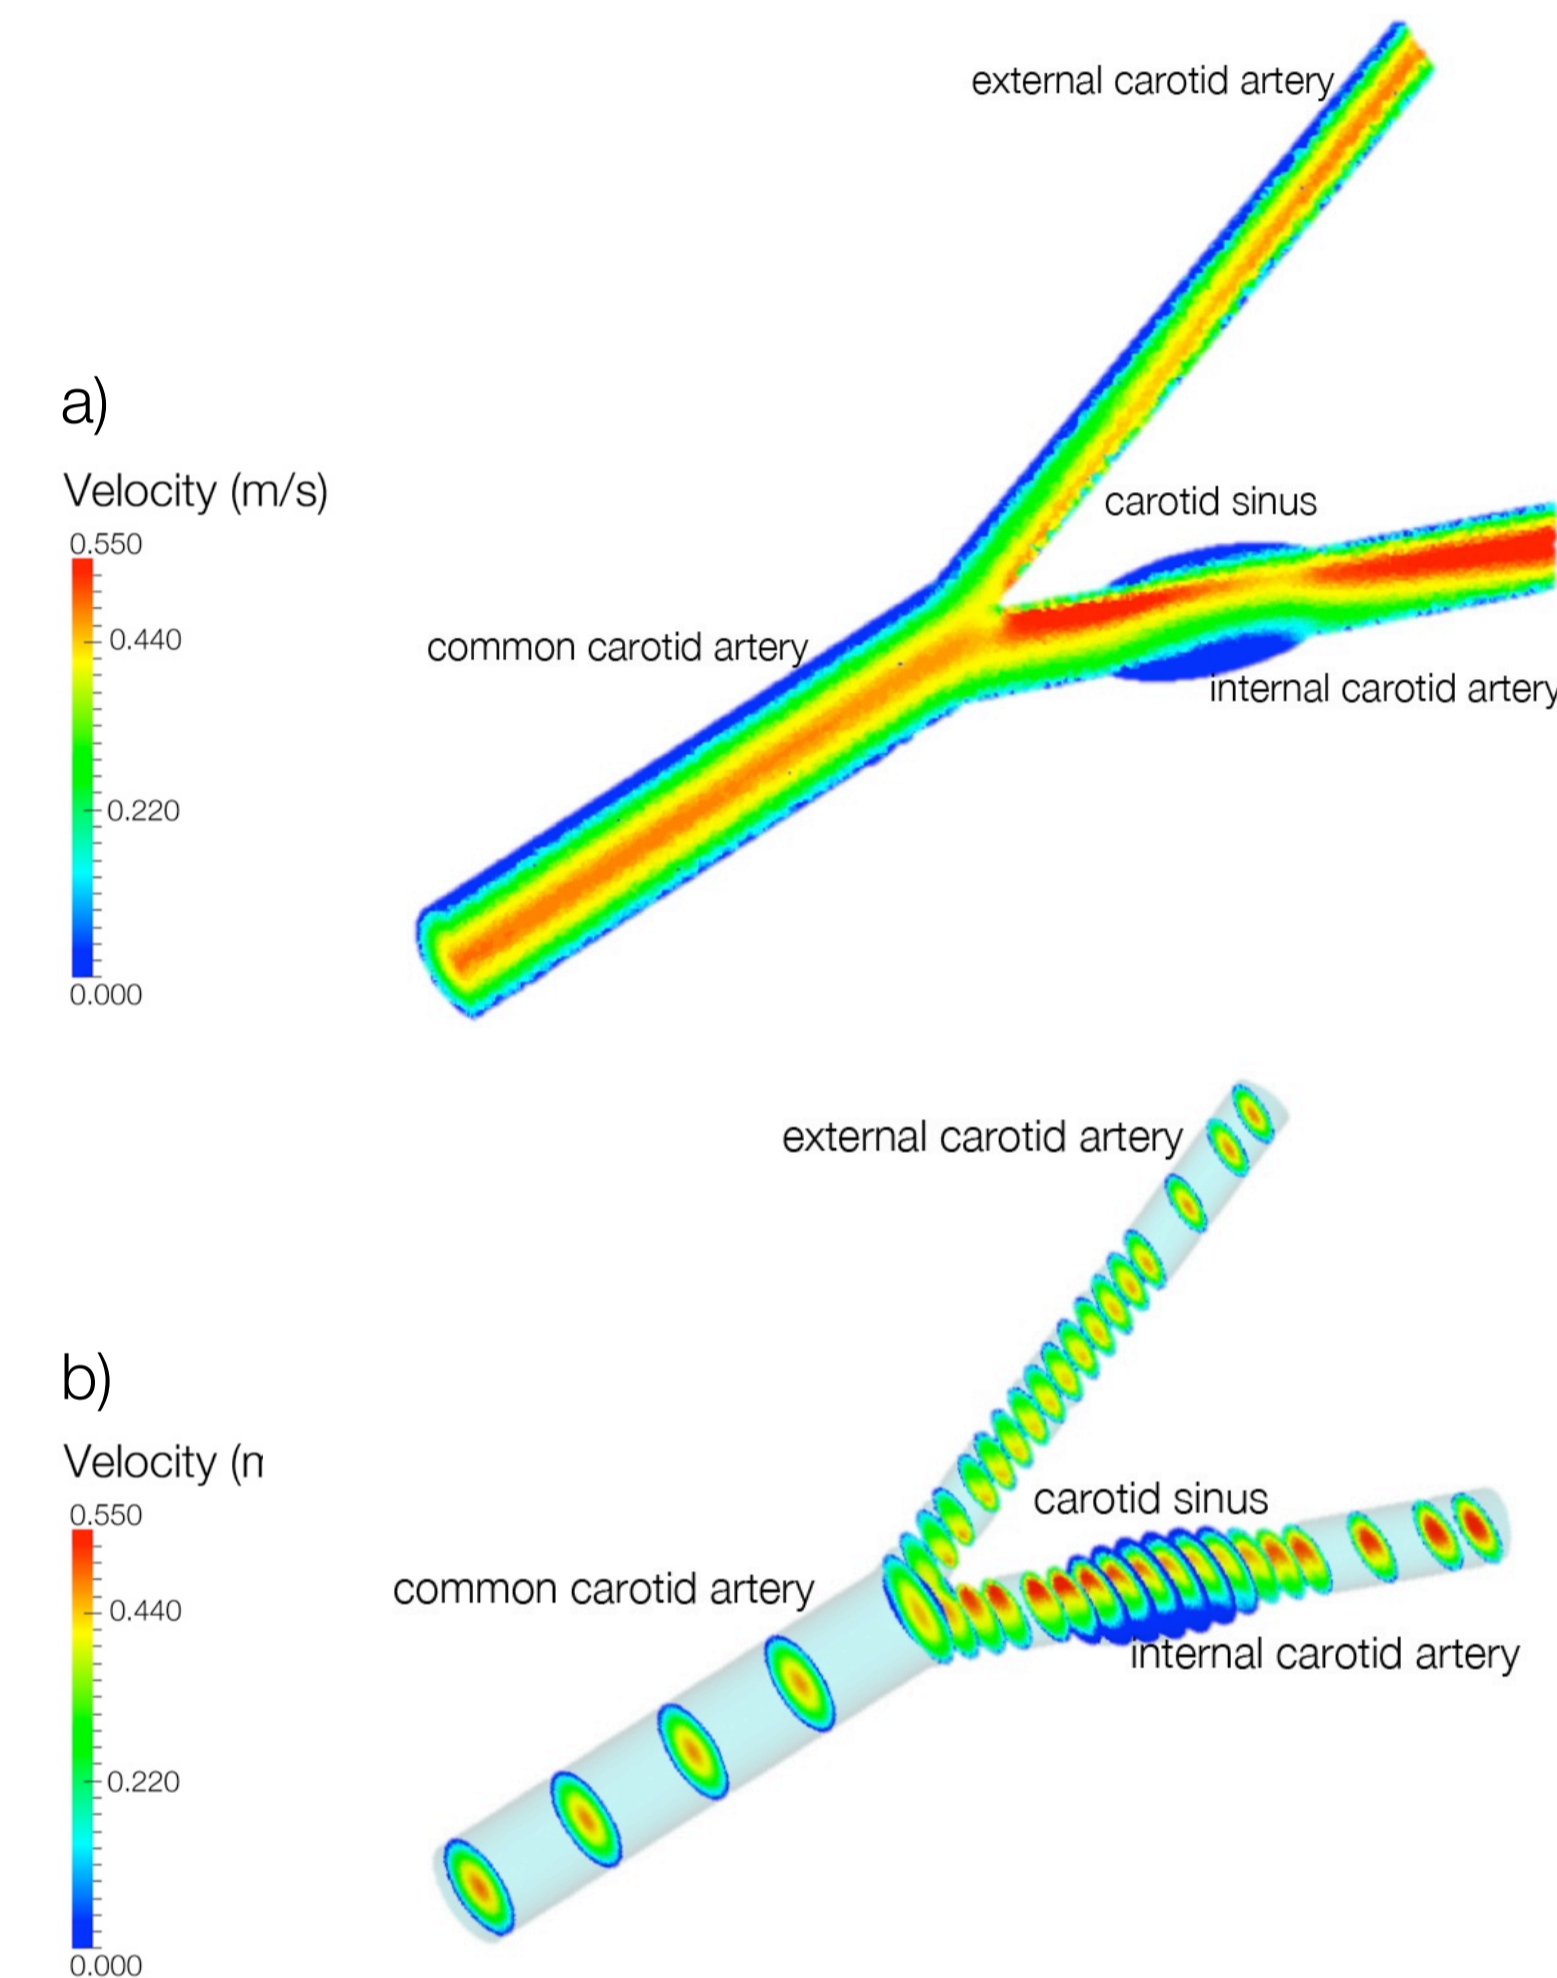 external carotid artery
a)
Velocity (m/s)
0.550
carotid sinus
0.440
common carotid artery
internal carotid artery
0.220
0.000
external carotid artery
b)
Velocity (
0.550
carotid sinus
0.440
common carotid artery
internal carotid artery
0.220
0.000